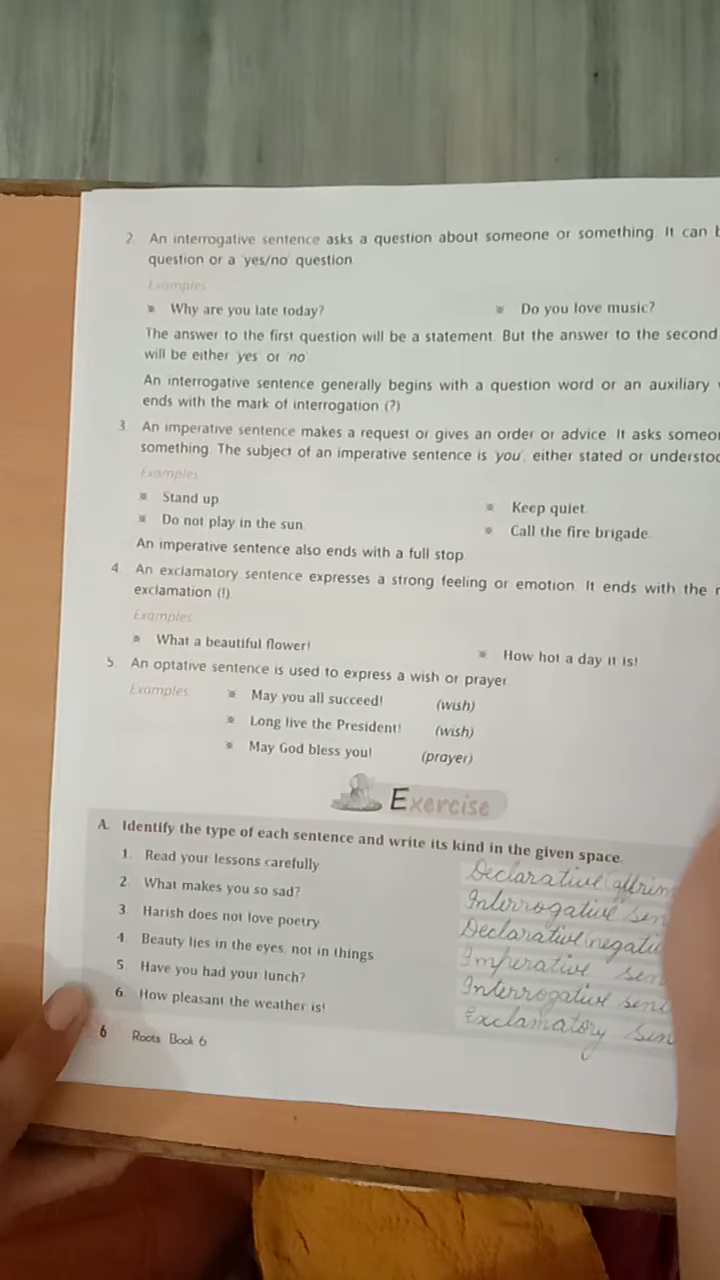 2. An interrogative sentence asks a question about someone or something. It can
question or a 'yes/no' question.
Examples
Why are you late today? Do you love music?
The answer to the first question will be a statement. But the answer to the second
will be either 'yes' or 'no'.
An interrogative sentence generally begins with a question word or an auxiliary
ends with the mark of interrogation (?).
3. An imperative sentence makes a request or gives an order or advice. It asks
something. The subject of an imperative sentence is 'you', either stated or
Examples
Stand up. Keep quiet.
Do not play in the sun. Call the fire brigade.
An imperative sentence also ends with a full stop.
4. An exclamatory sentence expresses a strong feeling or emotion. It ends with the
exclamation (!).
Examples
What a beautiful flower! How hot a day it is!
5. An optative sentence is used to express a wish or prayer.
Examples May you all succeed! (wish)
Long live the President! (wish)
May God bless you! (prayer)
Exercise
A. Identify the type of each sentence and write its kind in the given space.
1. Read your lessons carefully. Declarative (affrim
2. What makes you so sad? Interrogative sen
3. Harish does not love poetry. Declarative (negati
4. Beauty lies in the eyes, not in things. Imperative sen
5. Have you had your lunch? Interrogative sen
6. How pleasant the weather is! Exclamatory sen
6 Roots Book 6